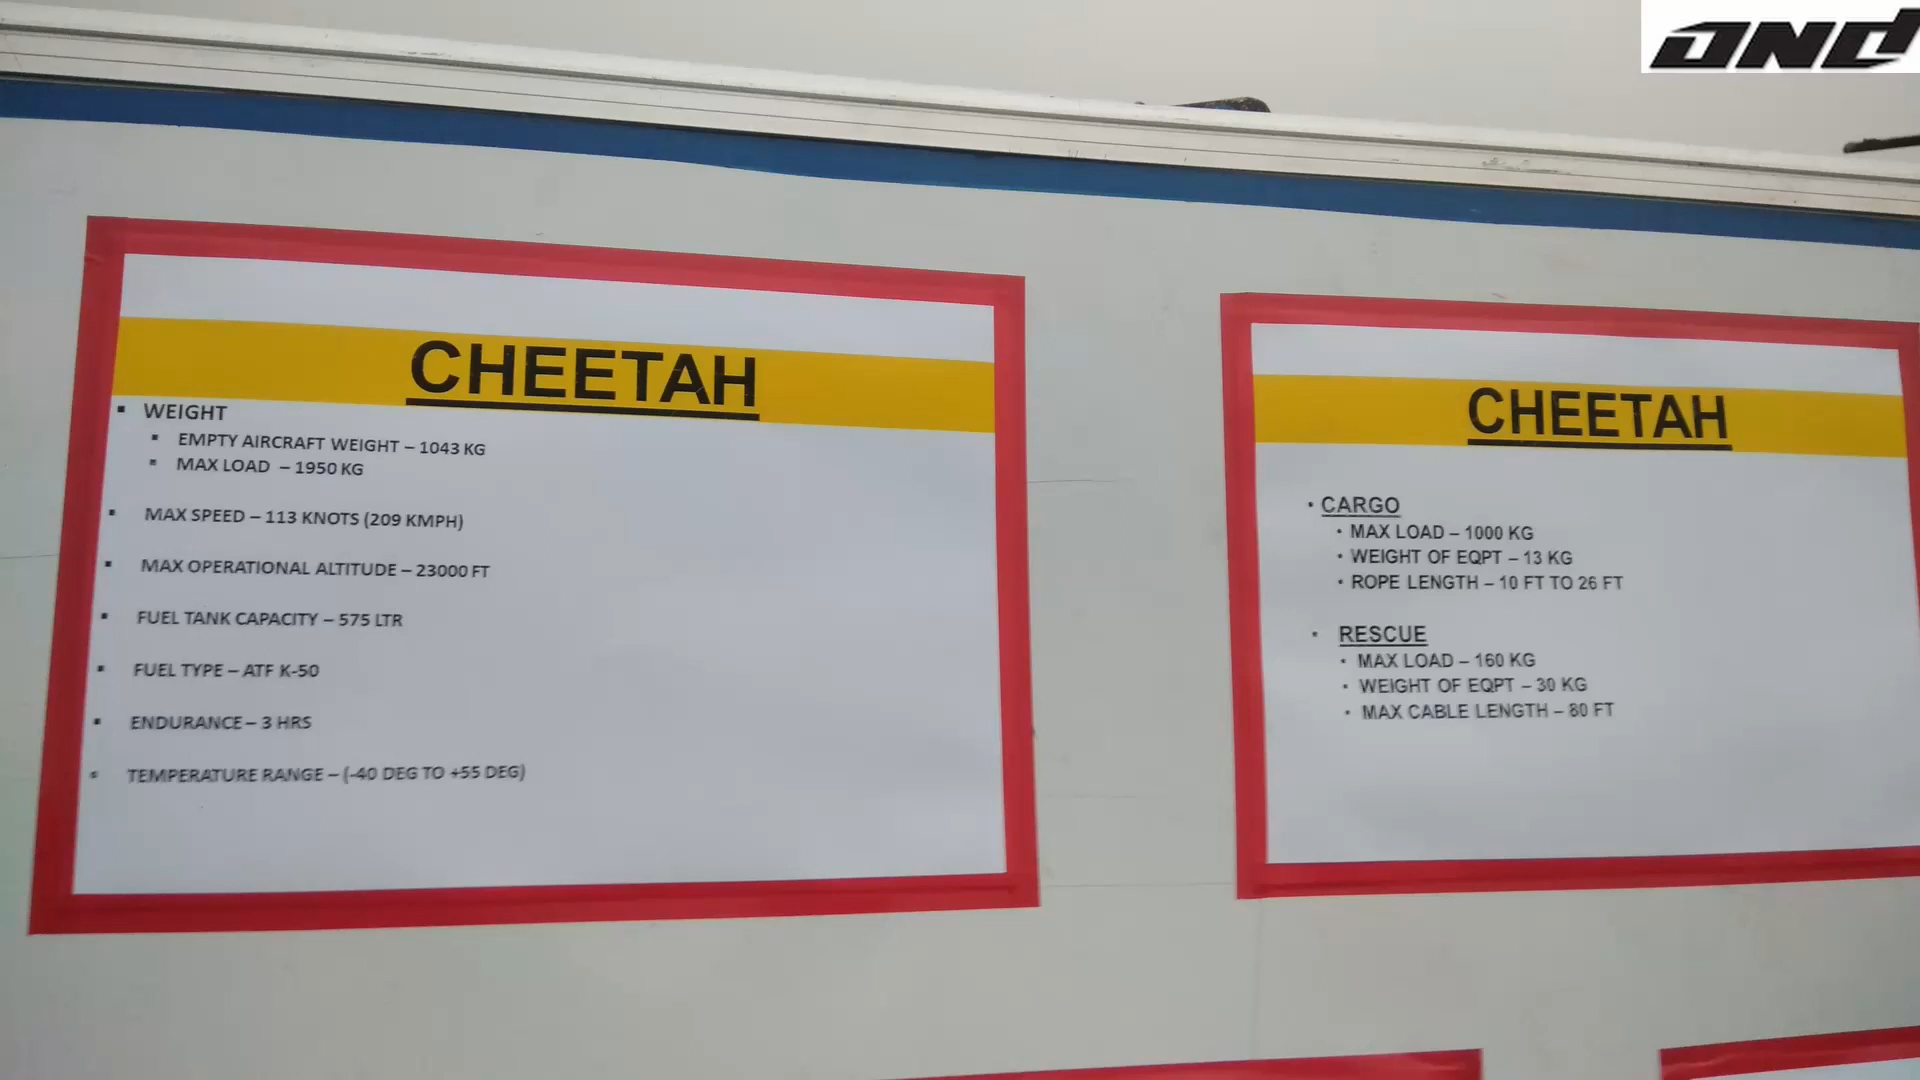 DND
CHEETAH
▪ WEIGHT
▪ EMPTY AIRCRAFT WEIGHT – 1043 KG
▪ MAX LOAD – 1950 KG
▪ MAX SPEED – 113 KNOTS (209 KMPH)
▪ MAX OPERATIONAL ALTITUDE – 23000 FT
▪ FUEL TANK CAPACITY – 575 LTR
▪ FUEL TYPE – ATF K-50
▪ ENDURANCE – 3 HRS
▪ TEMPERATURE RANGE – (-40 DEG TO +55 DEG)
CHEETAH
• CARGO
• MAX LOAD – 1000 KG
• WEIGHT OF EQPT – 13 KG
• ROPE LENGTH – 10 FT TO 26 FT
• RESCUE
• MAX LOAD – 160 KG
• WEIGHT OF EQPT – 30 KG
• MAX CABLE LENGTH – 80 FT